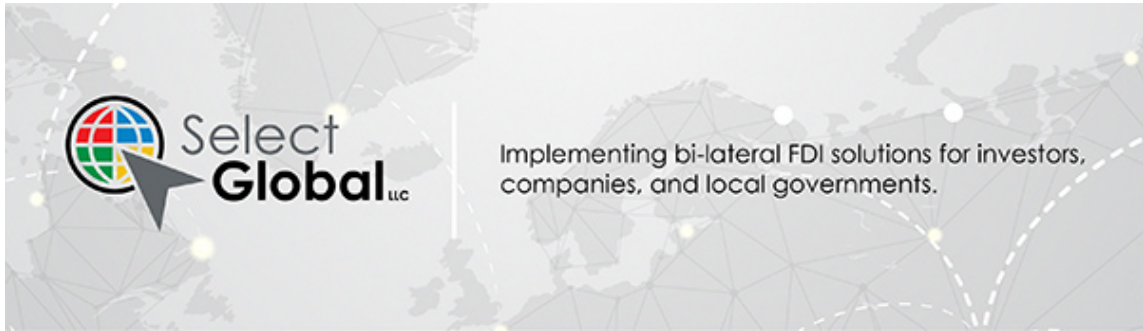 Select
Global LLC
Implementing bi-lateral FDI solutions for investors,
companies, and local governments.